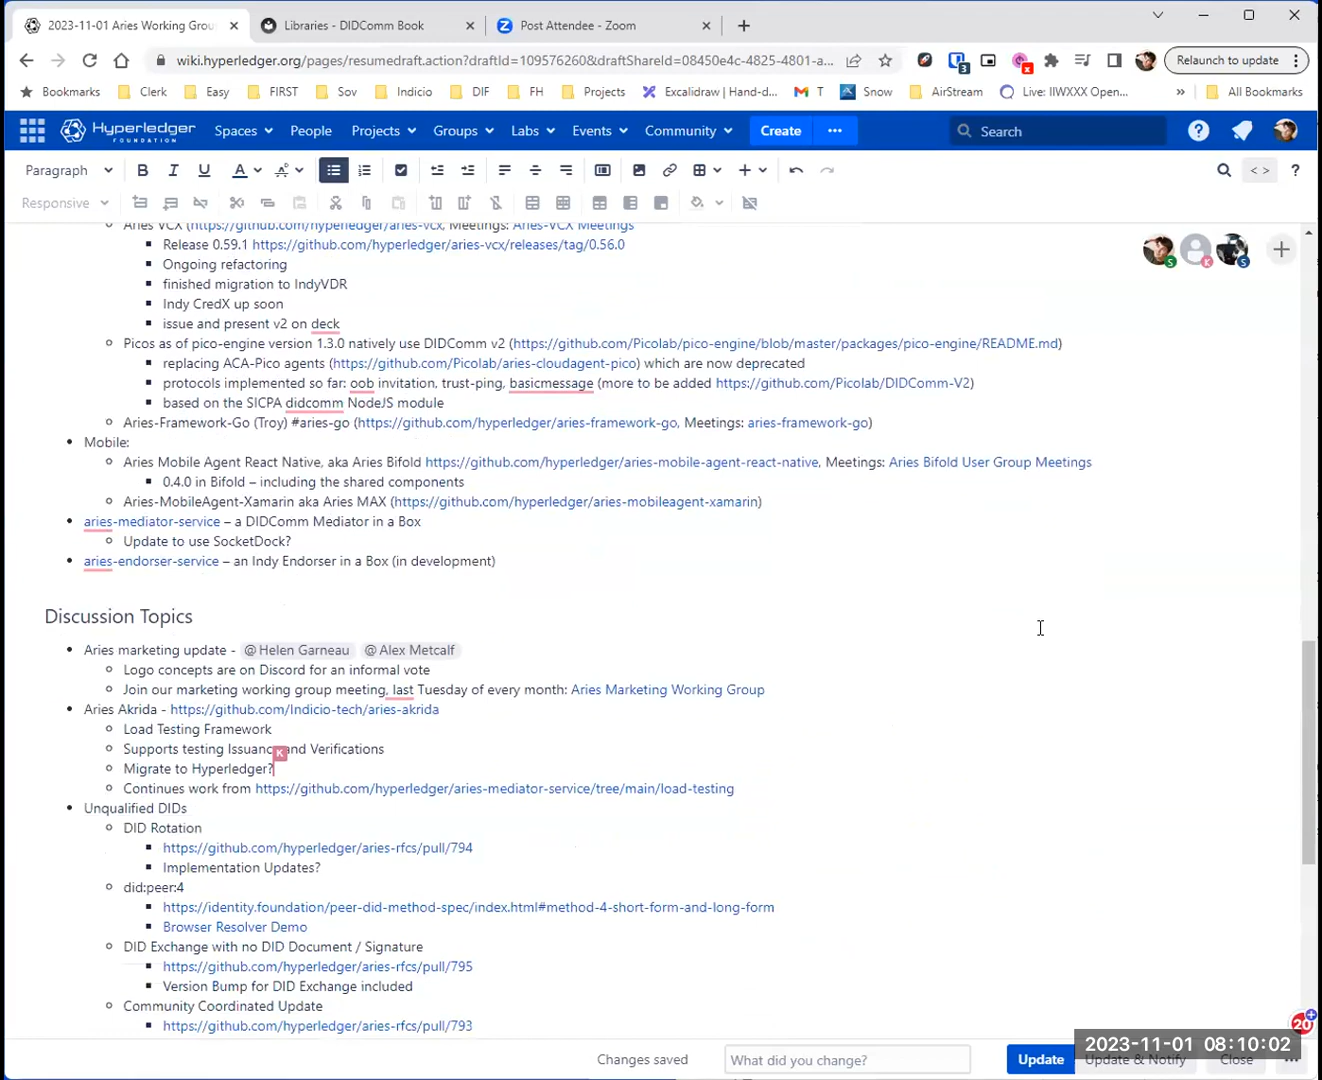 2023-11-01 Aries Working Grou
Libraries - DIDComm Book
Post Attendee - Zoom
wiki.hyperledger.org/pages/resumedraft.action?draftId=109576260&draftShareId=08450e4c-4825-4801-a...
3
Relaunch to update
Bookmarks
Clerk
Easy
FIRST
Sov
Indicio
DIF
FH
Projects
Excalidraw | Hand-d...
T
Snow
AirStream
Live: IIWXXX Open...
»
All Bookmarks
HYPERLEDGER
FOUNDATION
Spaces
People
Projects
Groups
Labs
Events
Community
Create
Search
Paragraph
B I U A
< >
?
Responsive
Aries VCX (https://github.com/hyperledger/aries-vcx, Meetings: Aries-VCX Meetings
Release 0.59.1 https://github.com/hyperledger/aries-vcx/releases/tag/0.56.0
Ongoing refactoring
finished migration to IndyVDR
Indy CredX up soon
issue and present v2 on deck
Picos as of pico-engine version 1.3.0 natively use DIDComm v2 (https://github.com/Picolab/pico-engine/blob/master/packages/pico-engine/README.md)
replacing ACA-Pico agents (https://github.com/Picolab/aries-cloudagent-pico) which are now deprecated
protocols implemented so far: oob invitation, trust-ping, basicmessage (more to be added https://github.com/Picolab/DIDComm-V2)
based on the SICPA didcomm NodeJS module
Aries-Framework-Go (Troy) #aries-go (https://github.com/hyperledger/aries-framework-go, Meetings: aries-framework-go)
Mobile:
Aries Mobile Agent React Native, aka Aries Bifold https://github.com/hyperledger/aries-mobile-agent-react-native, Meetings: Aries Bifold User Group Meetings
0.4.0 in Bifold – including the shared components
Aries-MobileAgent-Xamarin aka Aries MAX (https://github.com/hyperledger/aries-mobileagent-xamarin)
aries-mediator-service – a DIDComm Mediator in a Box
Update to use SocketDock?
aries-endorser-service – an Indy Endorser in a Box (in development)
S
K
S
Discussion Topics
Aries marketing update - @Helen Garneau @Alex Metcalf
Logo concepts are on Discord for an informal vote
Join our marketing working group meeting, last Tuesday of every month: Aries Marketing Working Group
Aries Akrida - https://github.com/Indicio-tech/aries-akrida
Load Testing Framework
Supports testing Issuance and Verifications
K
Migrate to Hyperledger?
Continues work from https://github.com/hyperledger/aries-mediator-service/tree/main/load-testing
Unqualified DIDs
DID Rotation
https://github.com/hyperledger/aries-rfcs/pull/794
Implementation Updates?
did:peer:4
https://identity.foundation/peer-did-method-spec/index.html#method-4-short-form-and-long-form
Browser Resolver Demo
DID Exchange with no DID Document / Signature
https://github.com/hyperledger/aries-rfcs/pull/795
Version Bump for DID Exchange included
Community Coordinated Update
https://github.com/hyperledger/aries-rfcs/pull/793
20
Changes saved
What did you change?
Update
Update & Notify
Close
2023-11-01 08:10:02